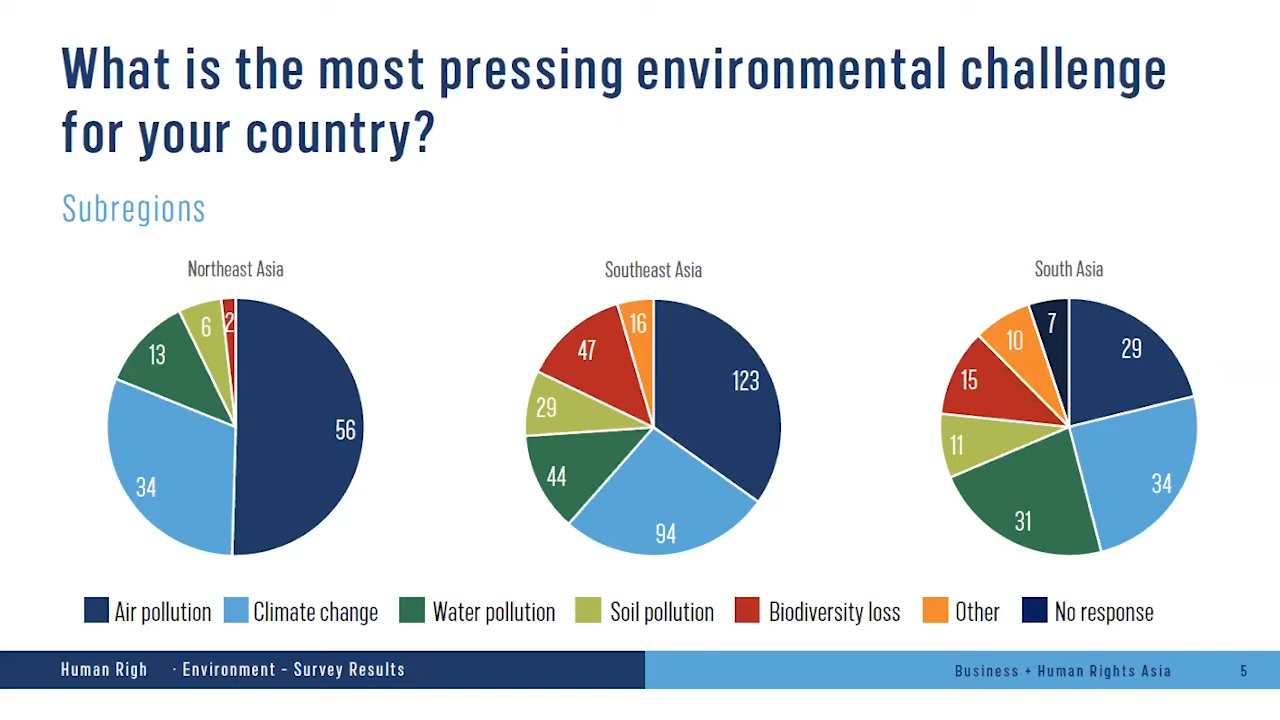 What is the most pressing environmental challenge
for your country?
Subregions
Northeast Asia
Southeast Asia
South Asia
56
34
13
6
2
123
94
44
29
47
16
29
34
31
11
15
10
7
Air pollution
Climate change
Water pollution
Soil pollution
Biodiversity loss
Other
No response
Human Righ · Environment – Survey Results
Business + Human Rights Asia
5